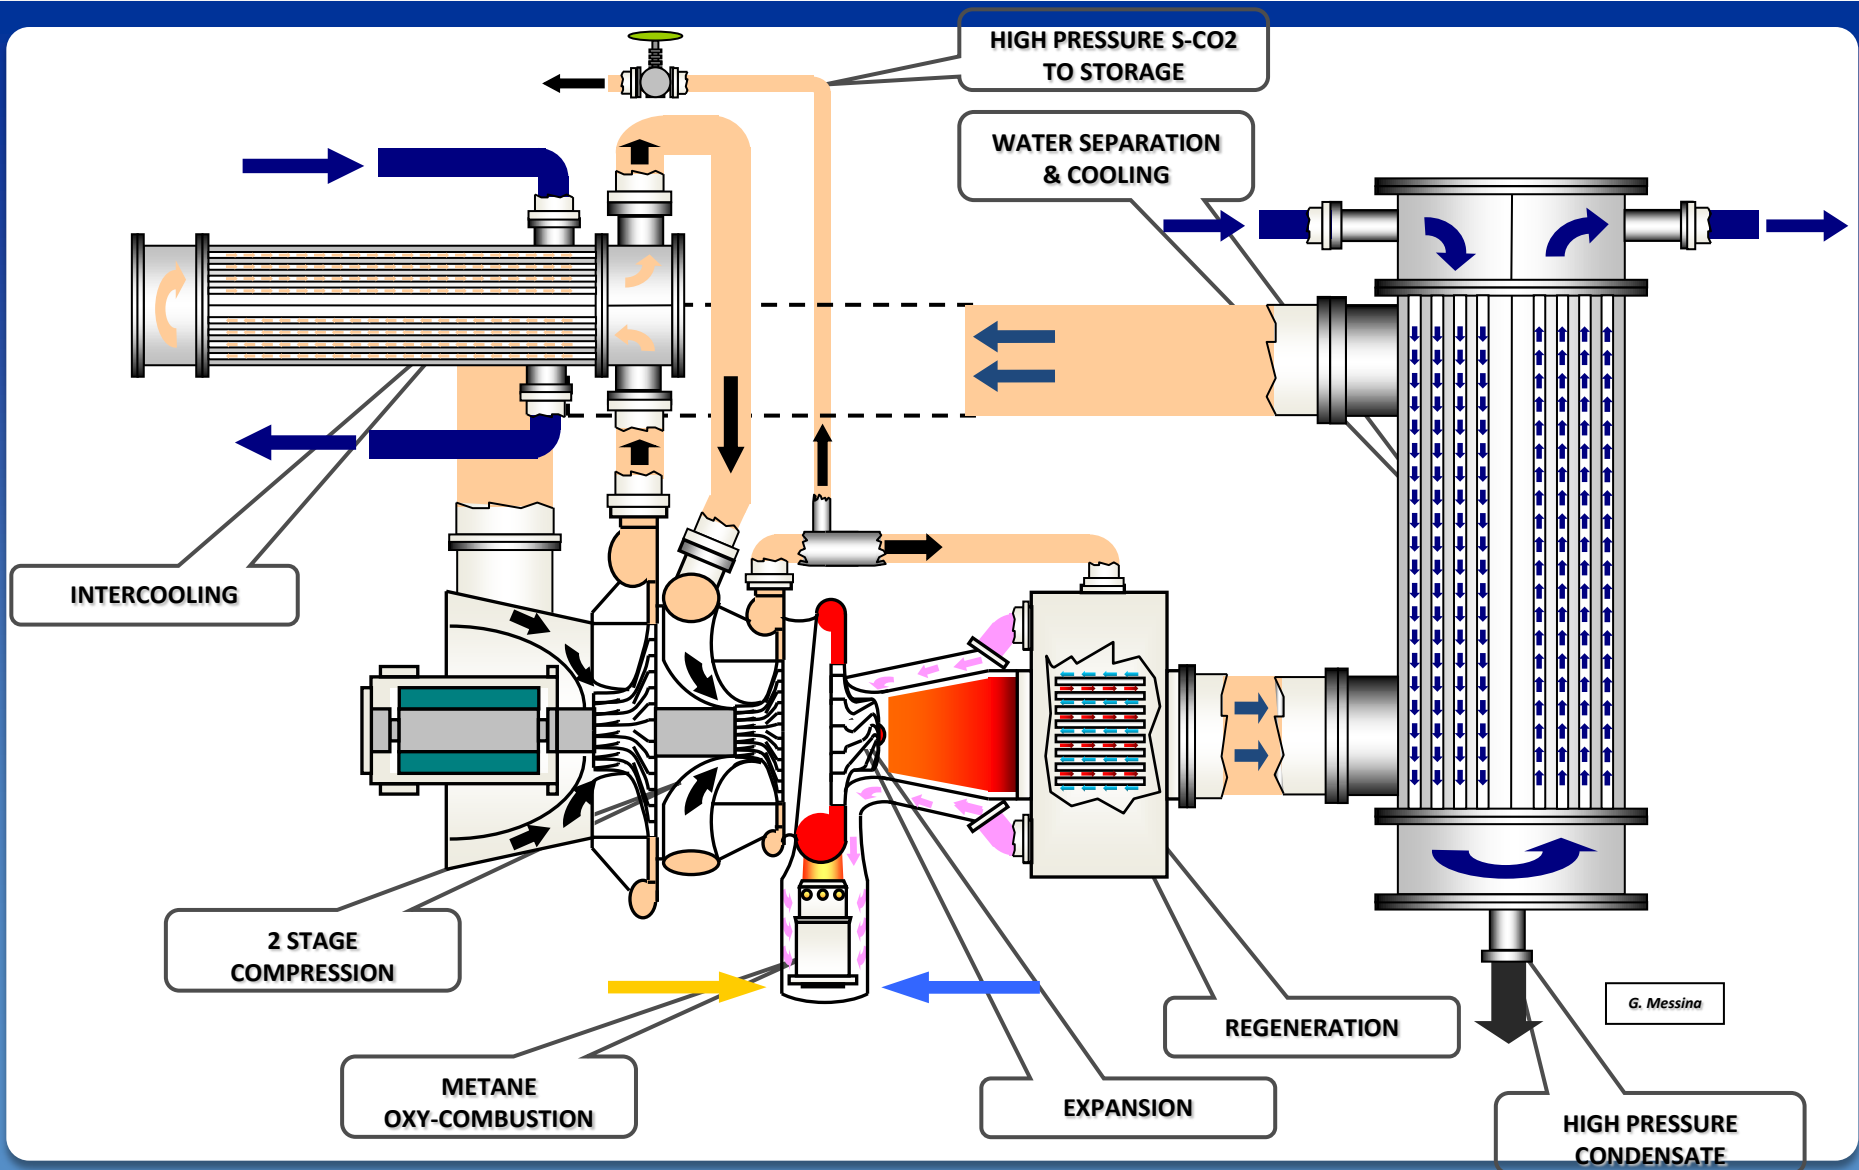 HIGH PRESSURE S-CO2
TO STORAGE
WATER SEPARATION
& COOLING
INTERCOOLING
2 STAGE
COMPRESSION
METANE
OXY-COMBUSTION
EXPANSION
REGENERATION
G. Messina
HIGH PRESSURE
CONDENSATE